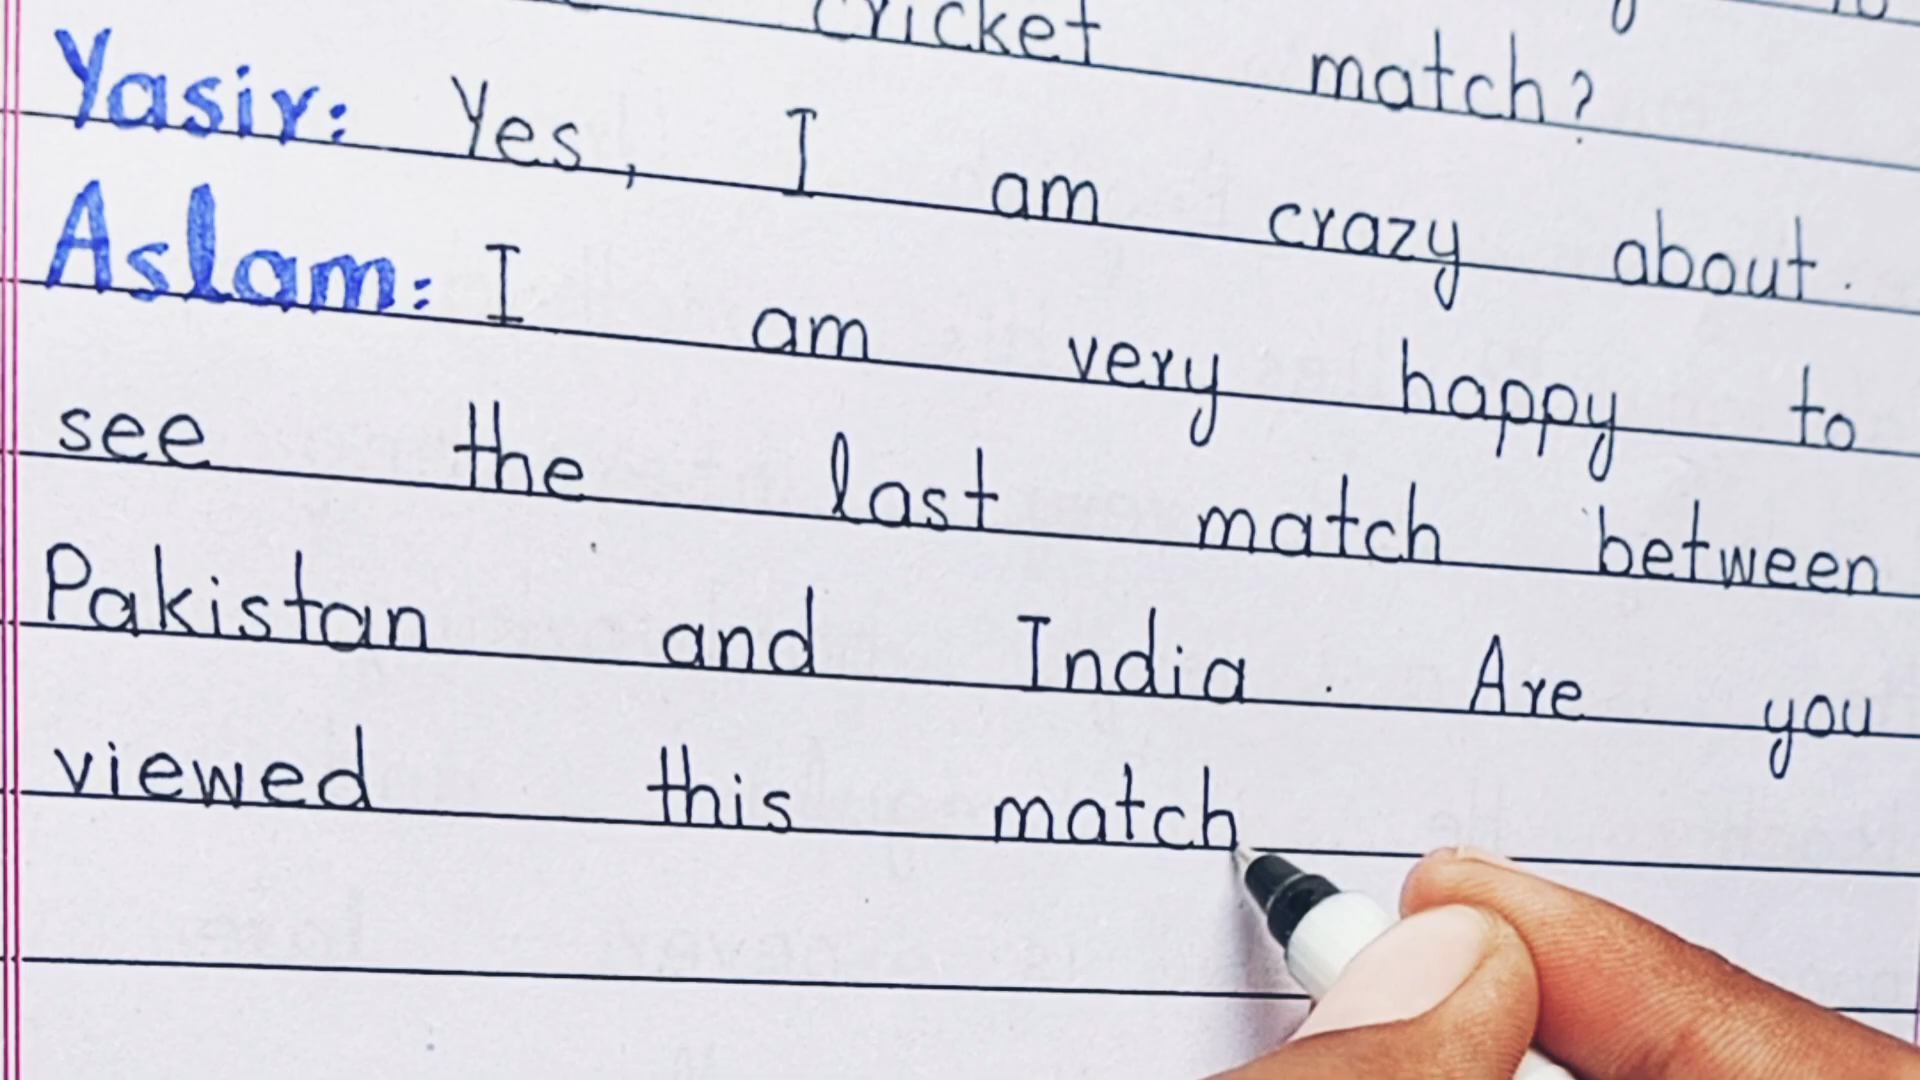 cricket match?
Yasir: Yes, I am crazy about.
Aslam: I am very happy to
see the last match between
Pakistan and India. Are you
viewed this match